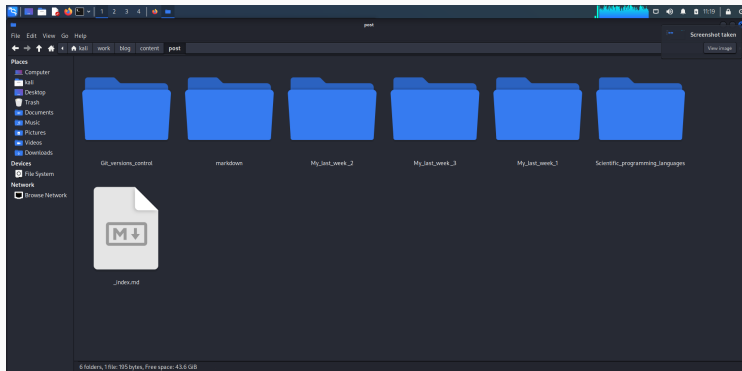 1 2 3 4
11:19
post
File Edit View Go Help
Screenshot taken
View image
kali work blog content post
Places
Computer
kali
Desktop
Trash
Documents
Music
Pictures
Videos
Downloads
Devices
File System
Network
Browse Network
Git_versions_control
markdown
My_last_week_2
My_last_week_3
My_last_week_1
Scientific_programming_languages
M
_index.md
6 folders, 1 file: 195 bytes, Free space: 43.6 GiB